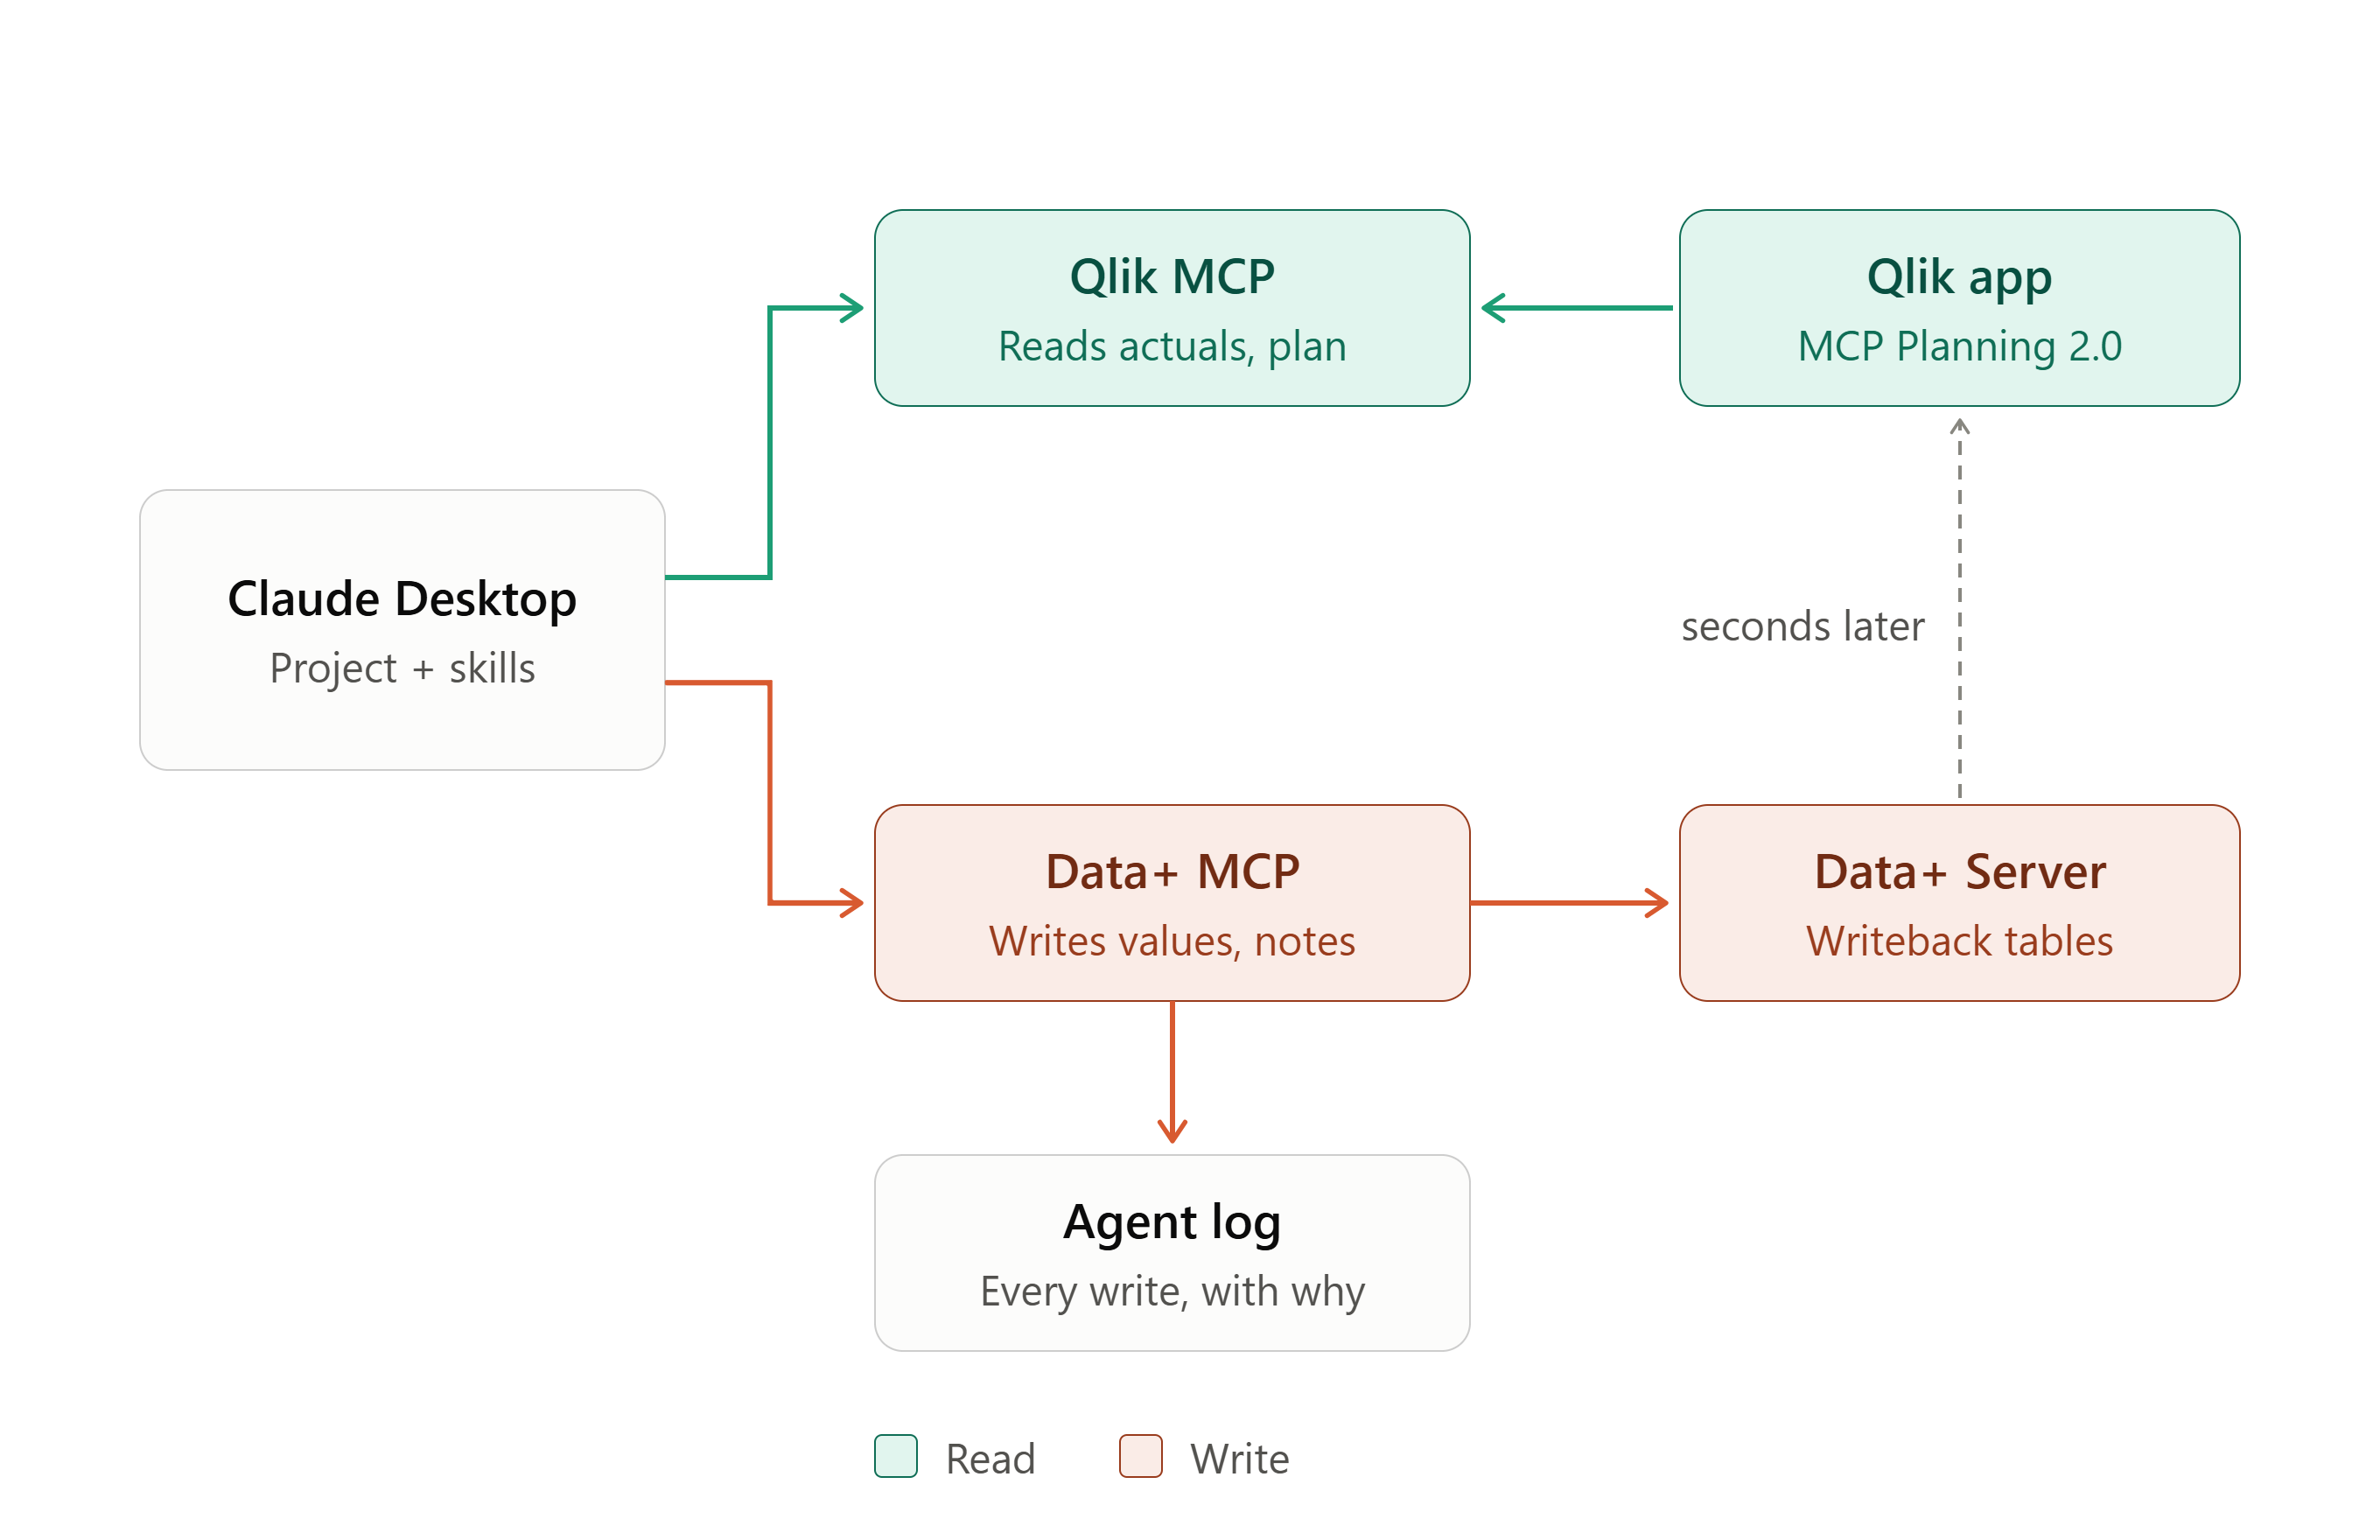 Qlik MCP
Reads actuals, plan
Qlik app
MCP Planning 2.0
Claude Desktop
Project + skills
seconds later
Data+ MCP
Writes values, notes
Data+ Server
Writeback tables
Agent log
Every write, with why
Read
Write